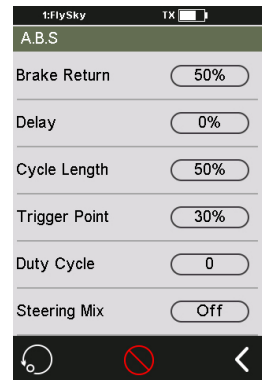 1:FlySky TX
A.B.S
Brake Return 50%
Delay 0%
Cycle Length 50%
Trigger Point 30%
Duty Cycle 0
Steering Mix Off